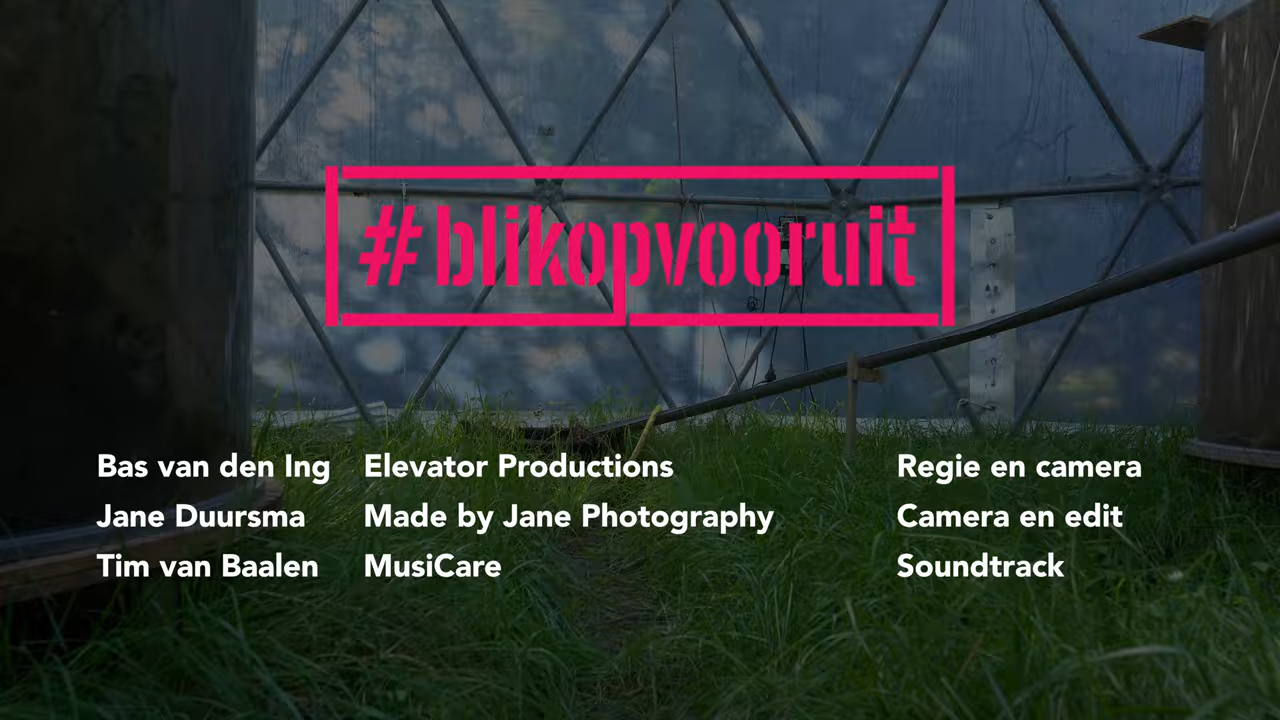 #blikopvooruit
Bas van den Ing Elevator Productions Regie en camera
Jane Duursma Made by Jane Photography Camera en edit
Tim van Baalen MusiCare Soundtrack